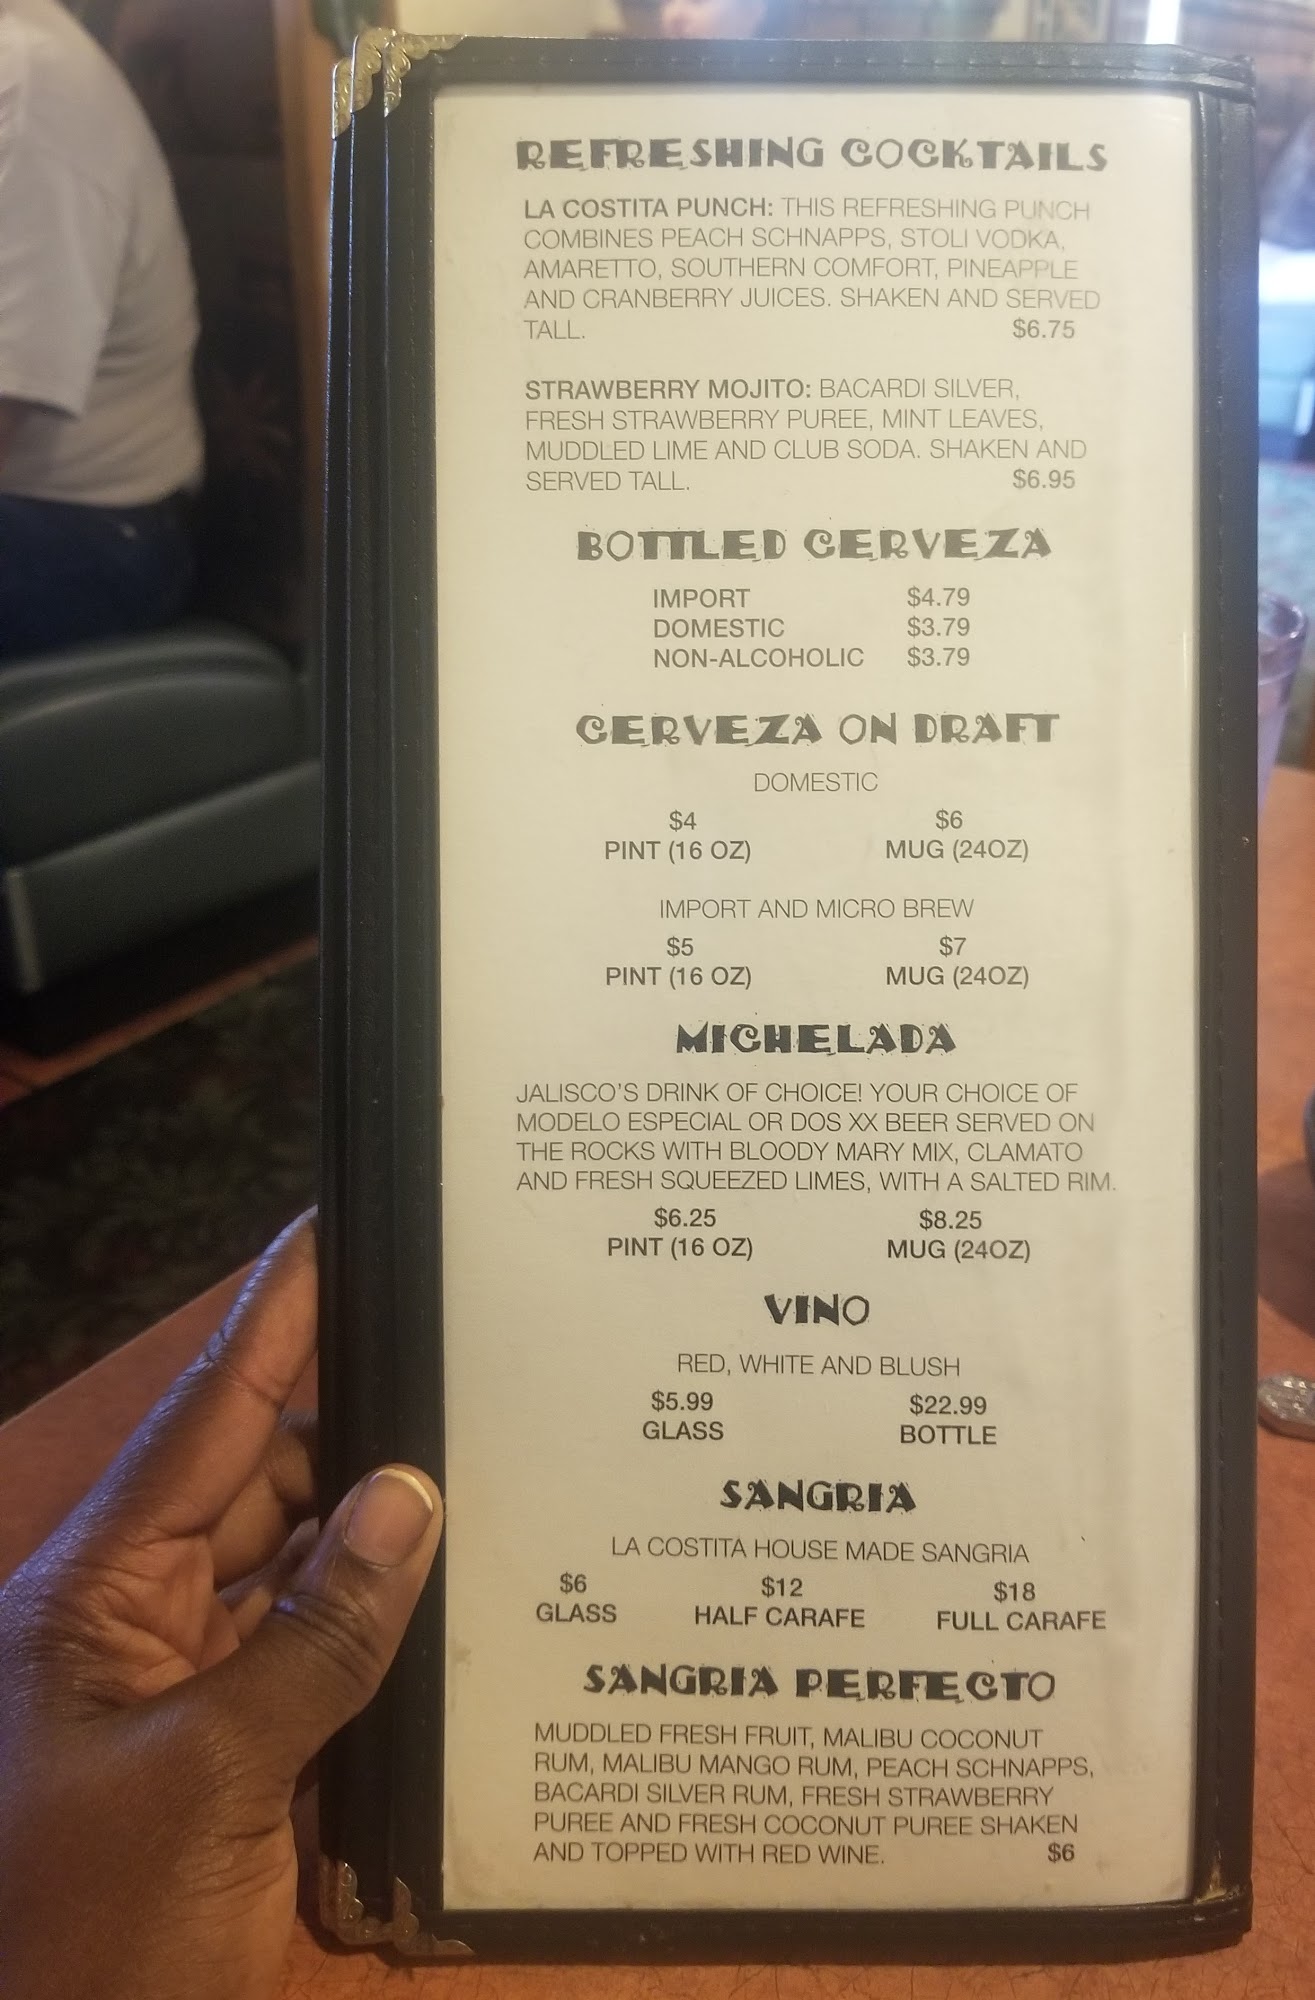 REFRESHING COCKTAILS
LA COSTITA PUNCH: THIS REFRESHING PUNCH
COMBINES PEACH SCHNAPPS, STOLI VODKA,
AMARETTO, SOUTHERN COMFORT, PINEAPPLE
AND CRANBERRY JUICES. SHAKEN AND SERVED
TALL. $6.75
STRAWBERRY MOJITO: BACARDI SILVER,
FRESH STRAWBERRY PUREE, MINT LEAVES,
MUDDLED LIME AND CLUB SODA. SHAKEN AND
SERVED TALL. $6.95
BOTTLED CERVEZA
IMPORT $4.79
DOMESTIC $3.79
NON-ALCOHOLIC $3.79
CERVEZA ON DRAFT
DOMESTIC
$4 $6
PINT (16 OZ) MUG (24OZ)
IMPORT AND MICRO BREW
$5 $7
PINT (16 OZ) MUG (24OZ)
MICHELADA
JALISCO'S DRINK OF CHOICE! YOUR CHOICE OF
MODELO ESPECIAL OR DOS XX BEER SERVED ON
THE ROCKS WITH BLOODY MARY MIX, CLAMATO
AND FRESH SQUEEZED LIMES, WITH A SALTED RIM.
$6.25 $8.25
PINT (16 OZ) MUG (24OZ)
VINO
RED, WHITE AND BLUSH
$5.99 $22.99
GLASS BOTTLE
SANGRIA
LA COSTITA HOUSE MADE SANGRIA
$6 $12 $18
GLASS HALF CARAFE FULL CARAFE
SANGRIA PERFECTO
MUDDLED FRESH FRUIT, MALIBU COCONUT
RUM, MALIBU MANGO RUM, PEACH SCHNAPPS,
BACARDI SILVER RUM, FRESH STRAWBERRY
PUREE AND FRESH COCONUT PUREE SHAKEN
AND TOPPED WITH RED WINE. $6